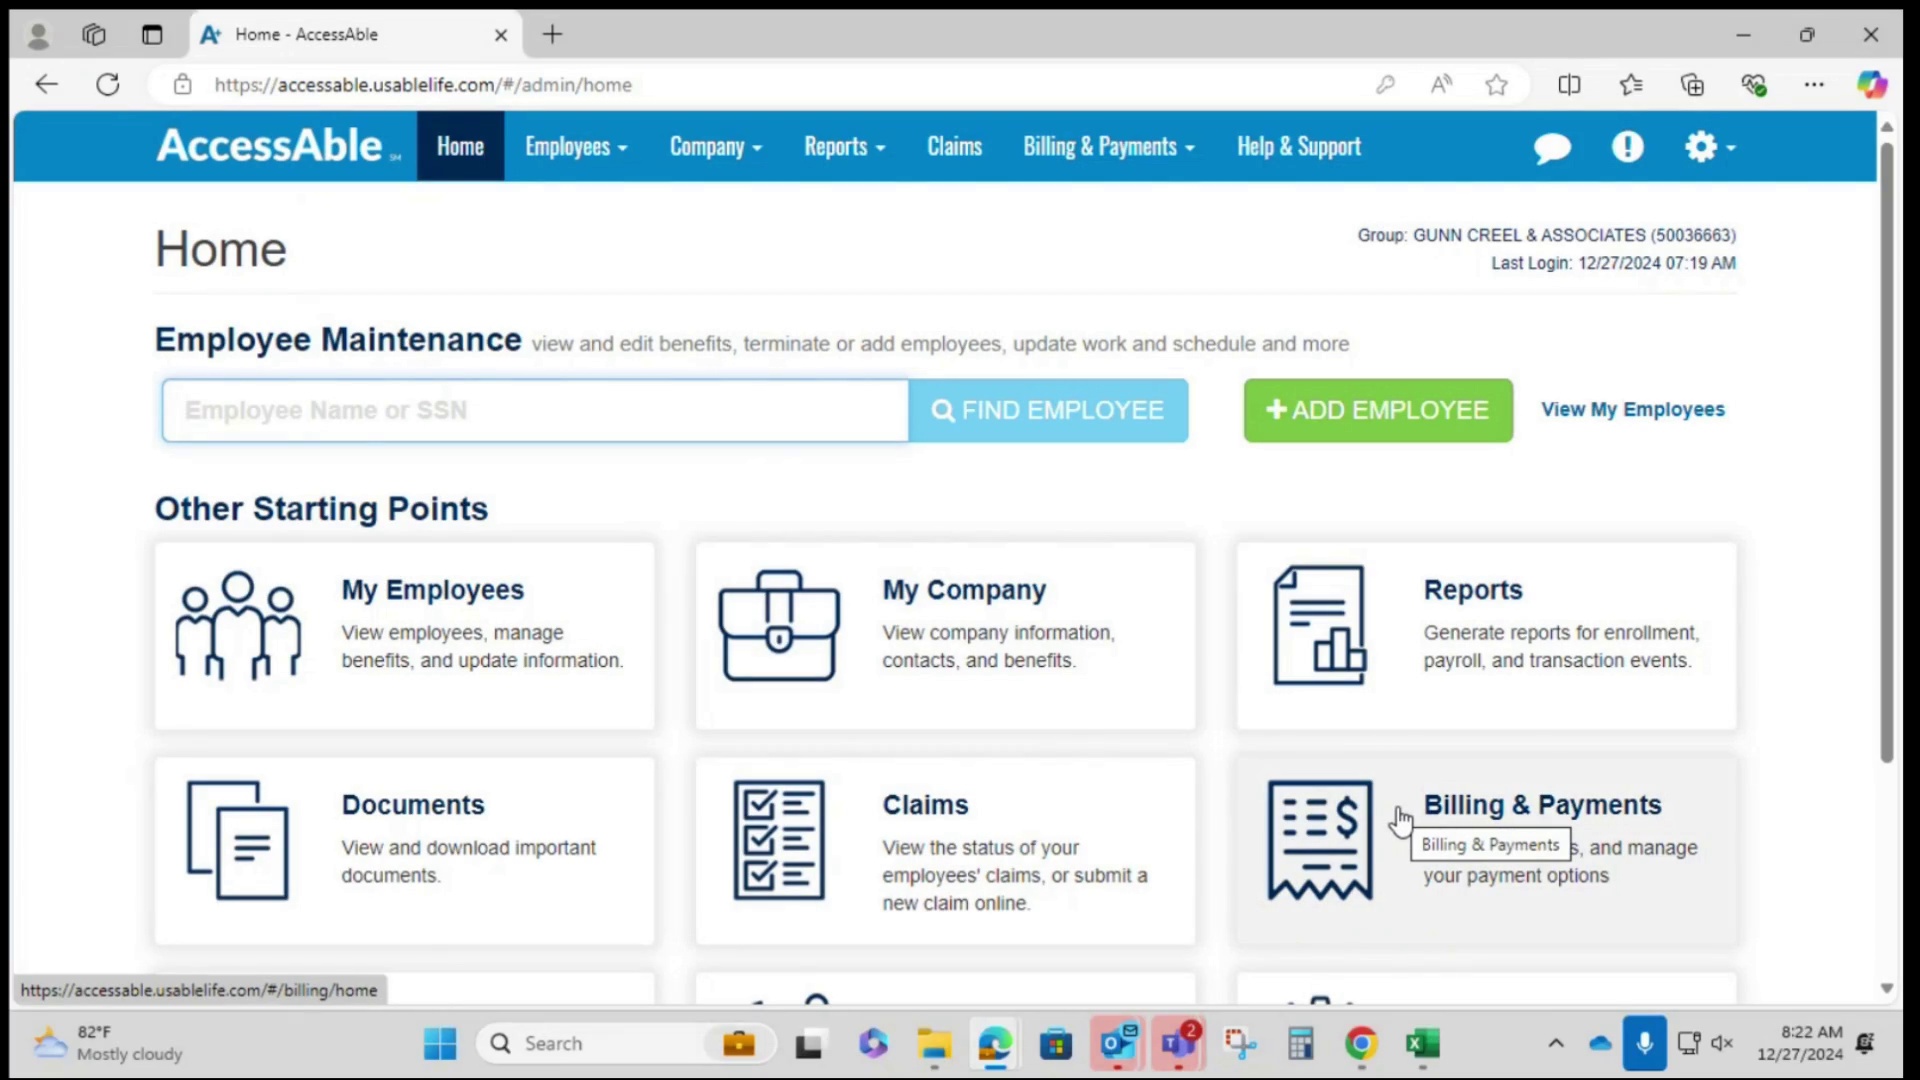 Home - AccessAble
https://accessable.usablelife.com/#/admin/home
AccessAble SM
Home
Employees
Company
Reports
Claims
Billing & Payments
Help & Support
Home
Group: GUNN CREEL & ASSOCIATES (50036663)
Last Login: 12/27/2024 07:19 AM
Employee Maintenance view and edit benefits, terminate or add employees, update work and schedule and more
Employee Name or SSN
FIND EMPLOYEE
ADD EMPLOYEE
View My Employees
Other Starting Points
My Employees
View employees, manage
benefits, and update information.
My Company
View company information,
contacts, and benefits.
Reports
Generate reports for enrollment,
payroll, and transaction events.
Documents
View and download important
documents.
Claims
View the status of your
employees' claims, or submit a
new claim online.
Billing & Payments
Billing & Payments
s, and manage
your payment options
https://accessable.usablelife.com/#/billing/home
82°F
Mostly cloudy
Search
2
8:22 AM
12/27/2024